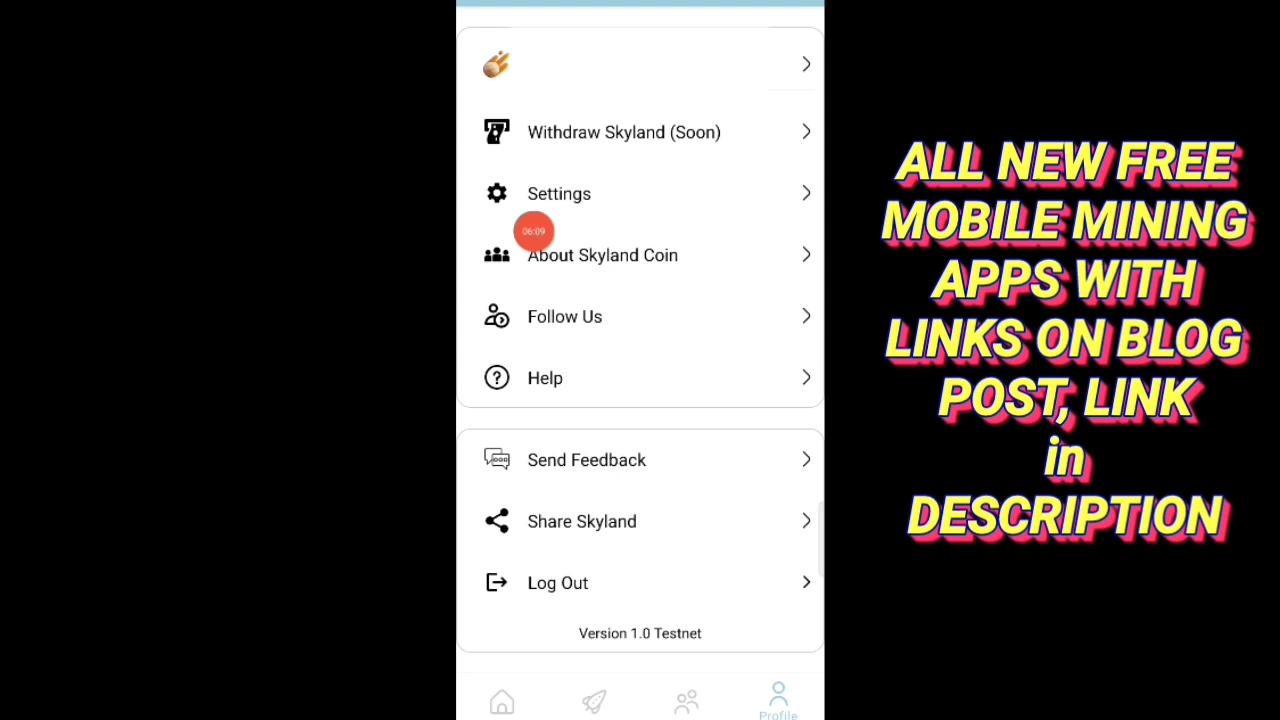 Withdraw Skyland (Soon)
Settings
06:09
About Skyland Coin
Follow Us
Help
Send Feedback
Share Skyland
Log Out
Version 1.0 Testnet
Profile
ALL NEW FREE
MOBILE MINING
APPS WITH
LINKS ON BLOG
POST, LINK
in
DESCRIPTION